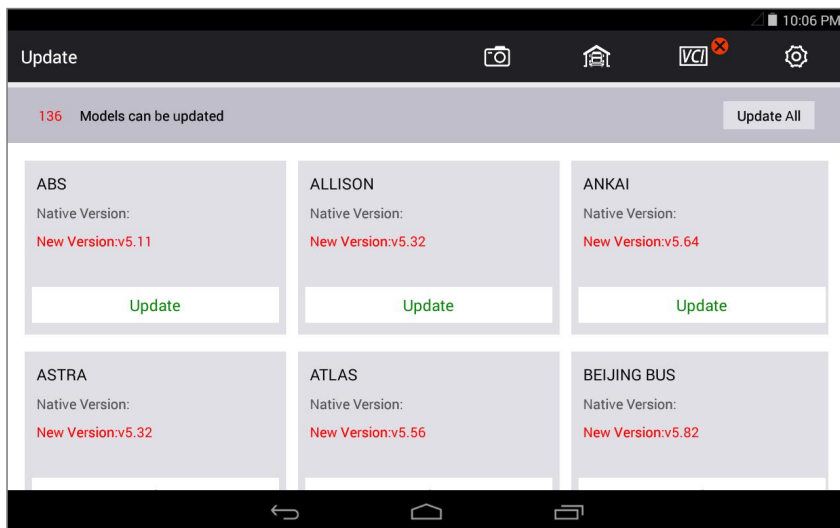 10:06 PM
Update
VCI
136 Models can be updated
Update All
ABS
Native Version:
New Version:v5.11
Update
ALLISON
Native Version:
New Version:v5.32
Update
ANKAI
Native Version:
New Version:v5.64
Update
ASTRA
Native Version:
New Version:v5.32
ATLAS
Native Version:
New Version:v5.56
BEIJING BUS
Native Version:
New Version:v5.82